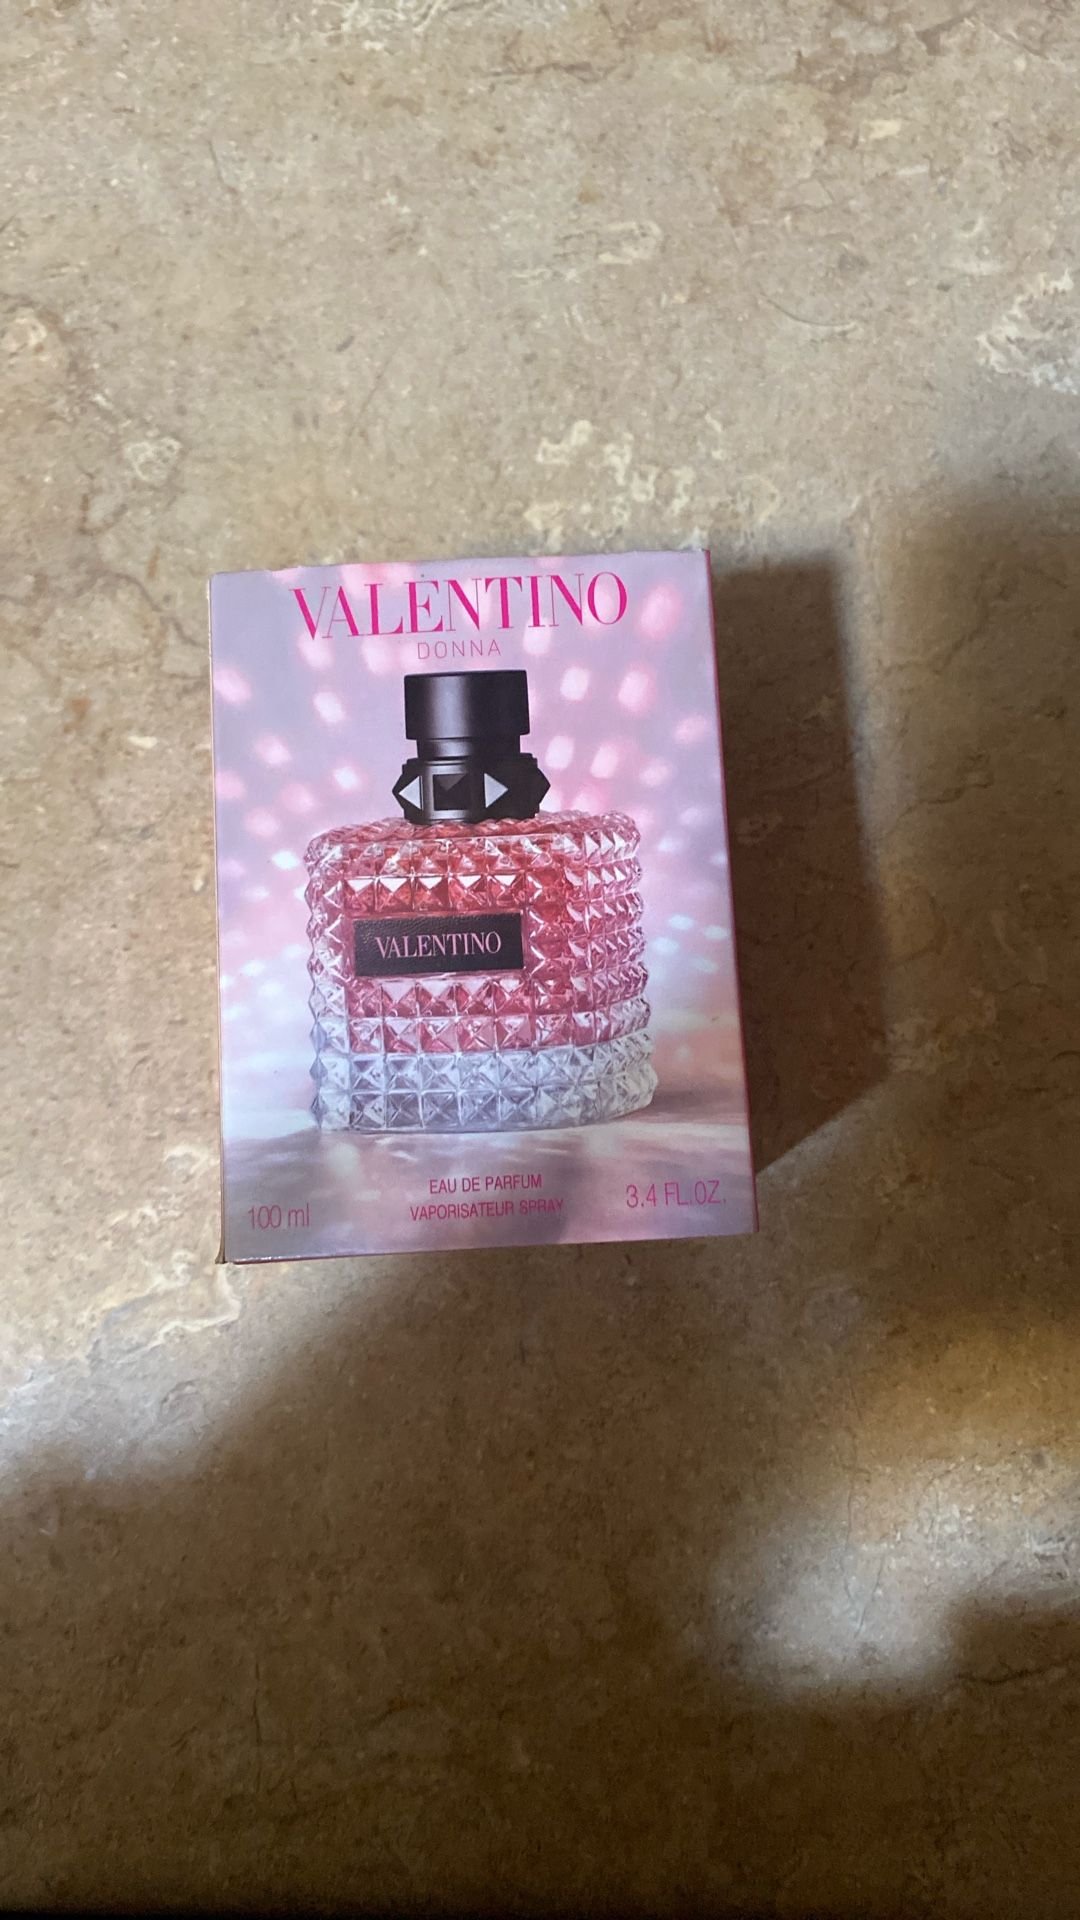 VALENTINO
DONNA
VALENTINO
EAU DE PARFUM
VAPORISATEUR SPRAY
100 ml
3.4 FL.OZ.